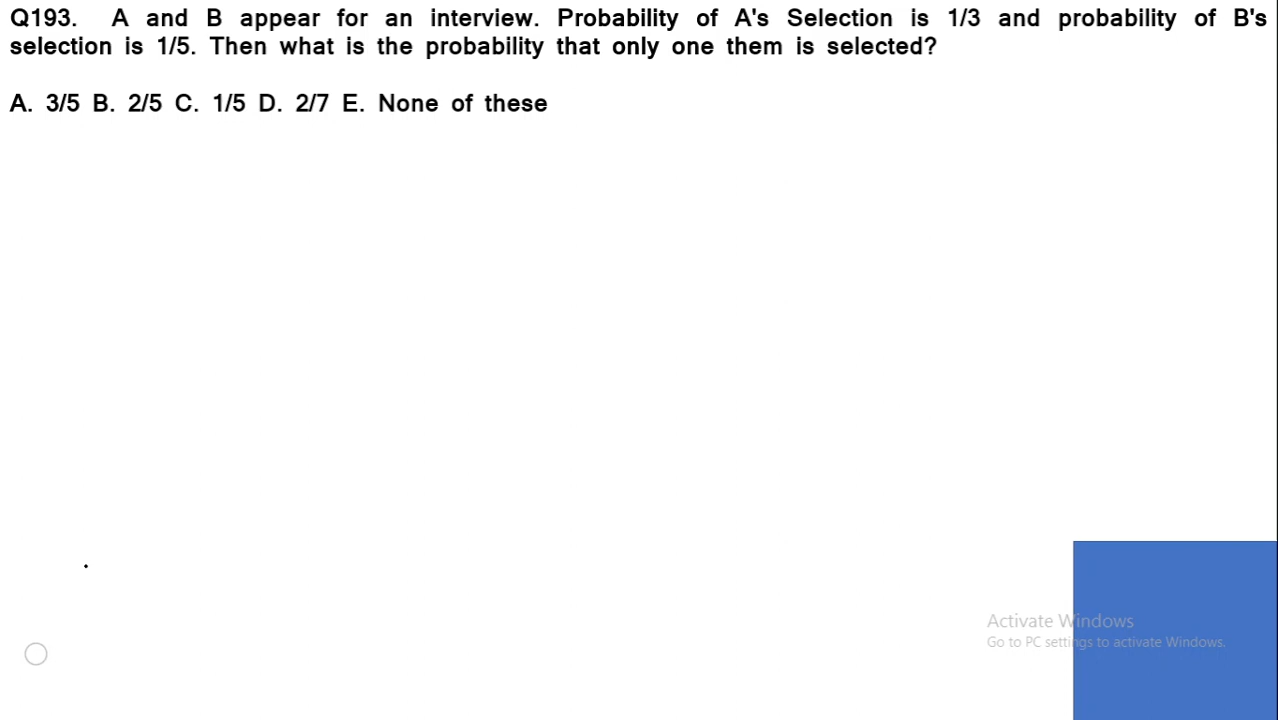 Q193. A and B appear for an interview. Probability of A's Selection is 1/3 and probability of B's
selection is 1/5. Then what is the probability that only one them is selected?
A. 3/5 B. 2/5 C. 1/5 D. 2/7 E. None of these
Activate Windows
Go to PC settings to activate Windows.